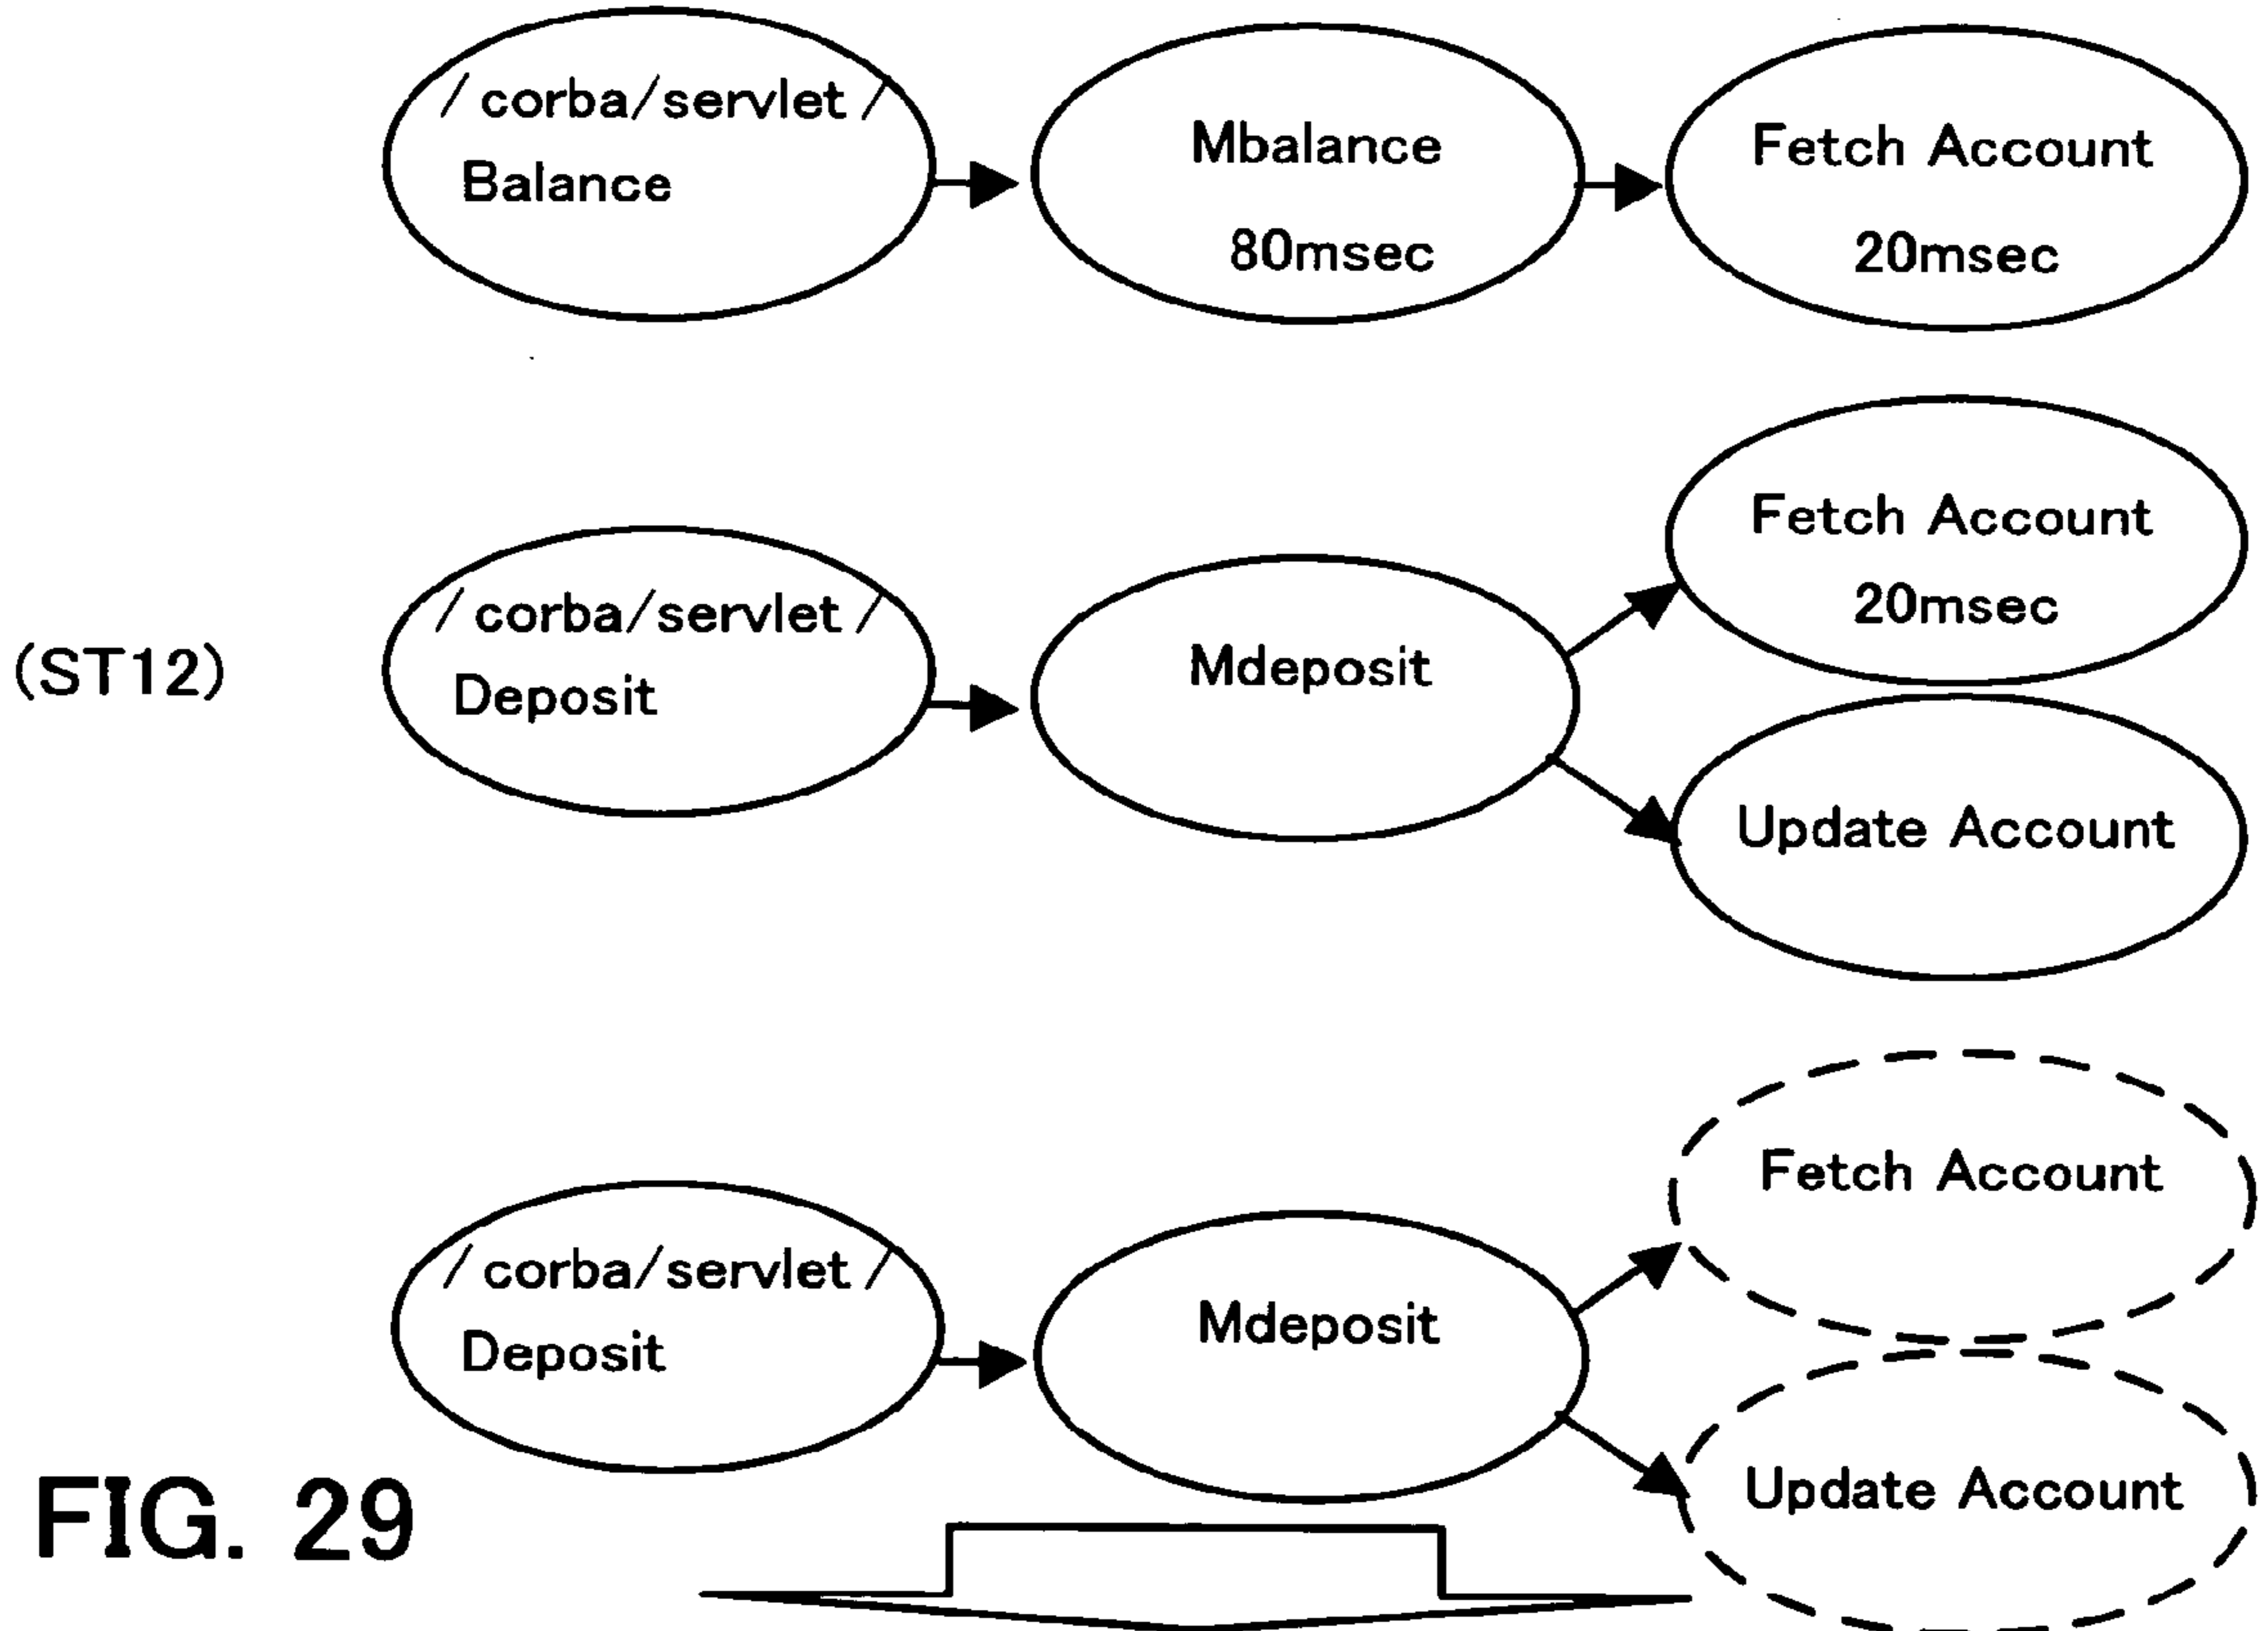 / corba/servlet /
Balance
Mbalance
80msec
Fetch Account
20msec
(ST12)
/ corba/servlet /
Deposit
Mdeposit
Fetch Account
20msec
Update Account
/ corba/servlet /
Deposit
Mdeposit
Fetch Account
Update Account
FIG. 29